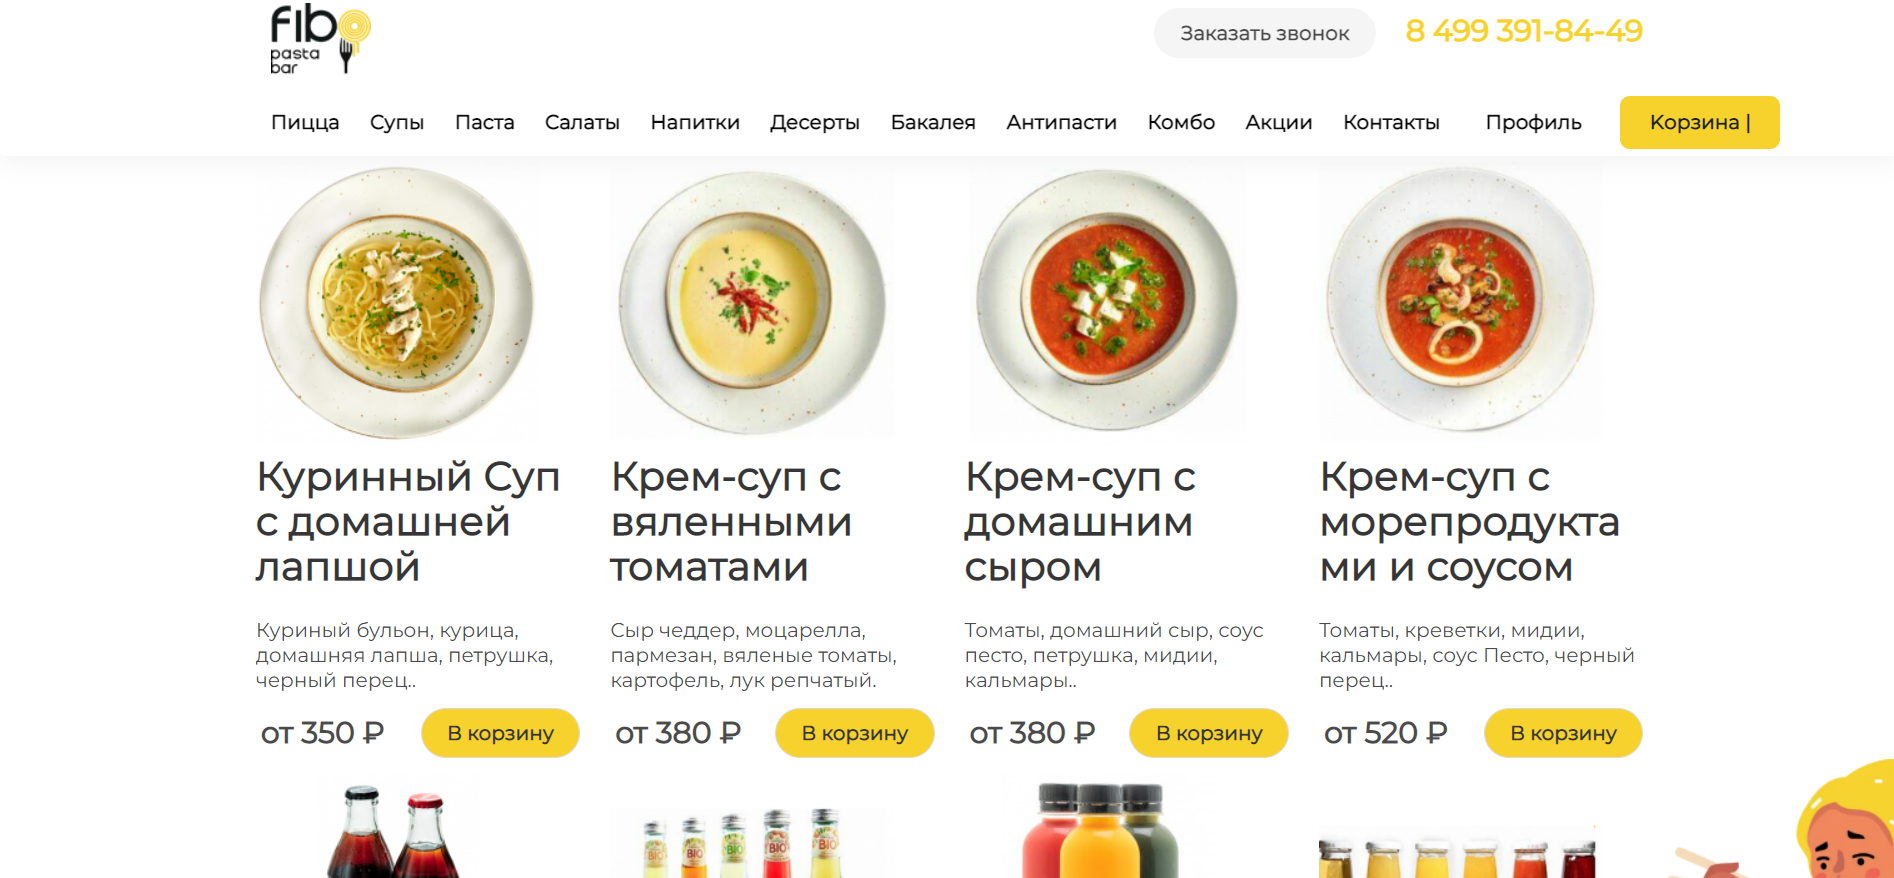 fibo
pasta
bar
Заказать звонок
8 499 391-84-49
Пицца Супы Паста Салаты Напитки Десерты Бакалея Антипасти Комбо Акции Контакты Профиль Корзина |
Куринный Суп
с домашней
лапшой
Куриный бульон, курица,
домашняя лапша, петрушка,
черный перец..
от 350 ₽ В корзину
Крем-суп с
вяленными
томатами
Сыр чеддер, моцарелла,
пармезан, вяленые томаты,
картофель, лук репчатый.
от 380 ₽ В корзину
Крем-суп с
домашним
сыром
Томаты, домашний сыр, соус
песто, петрушка, мидии,
кальмары..
от 380 ₽ В корзину
Крем-суп с
морепродукта
ми и соусом
Томаты, креветки, мидии,
кальмары, соус Песто, черный
перец..
от 520 ₽ В корзину
BIO BIO BIO BIO BIO